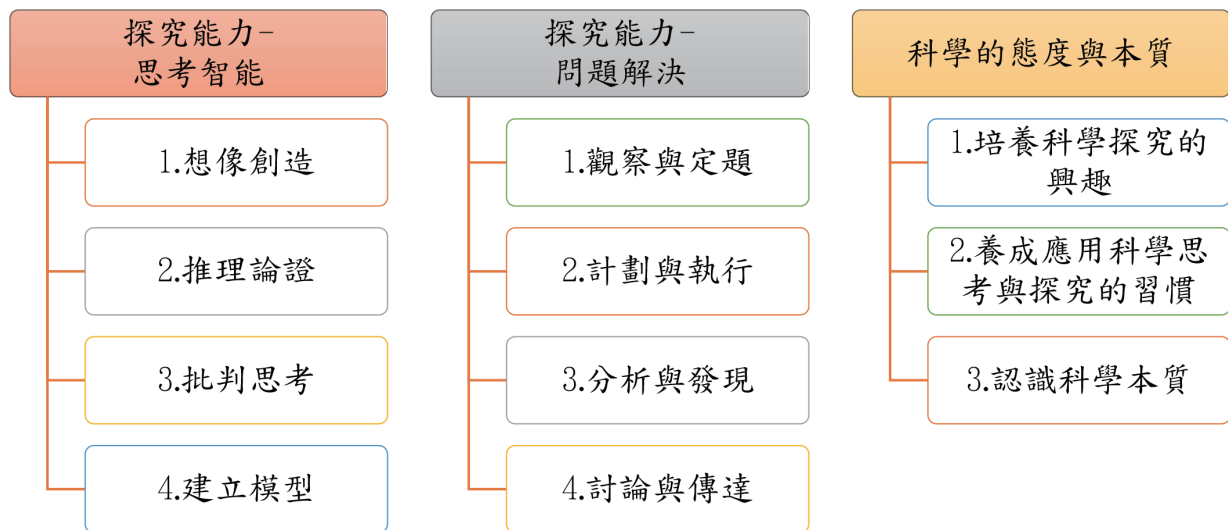 探究能力-
思考智能
1.想像創造
2.推理論證
3.批判思考
4.建立模型
探究能力-
問題解決
1.觀察與定題
2.計劃與執行
3.分析與發現
4.討論與傳達
科學的態度與本質
1.培養科學探究的
興趣
2.養成應用科學思
考與探究的習慣
3.認識科學本質